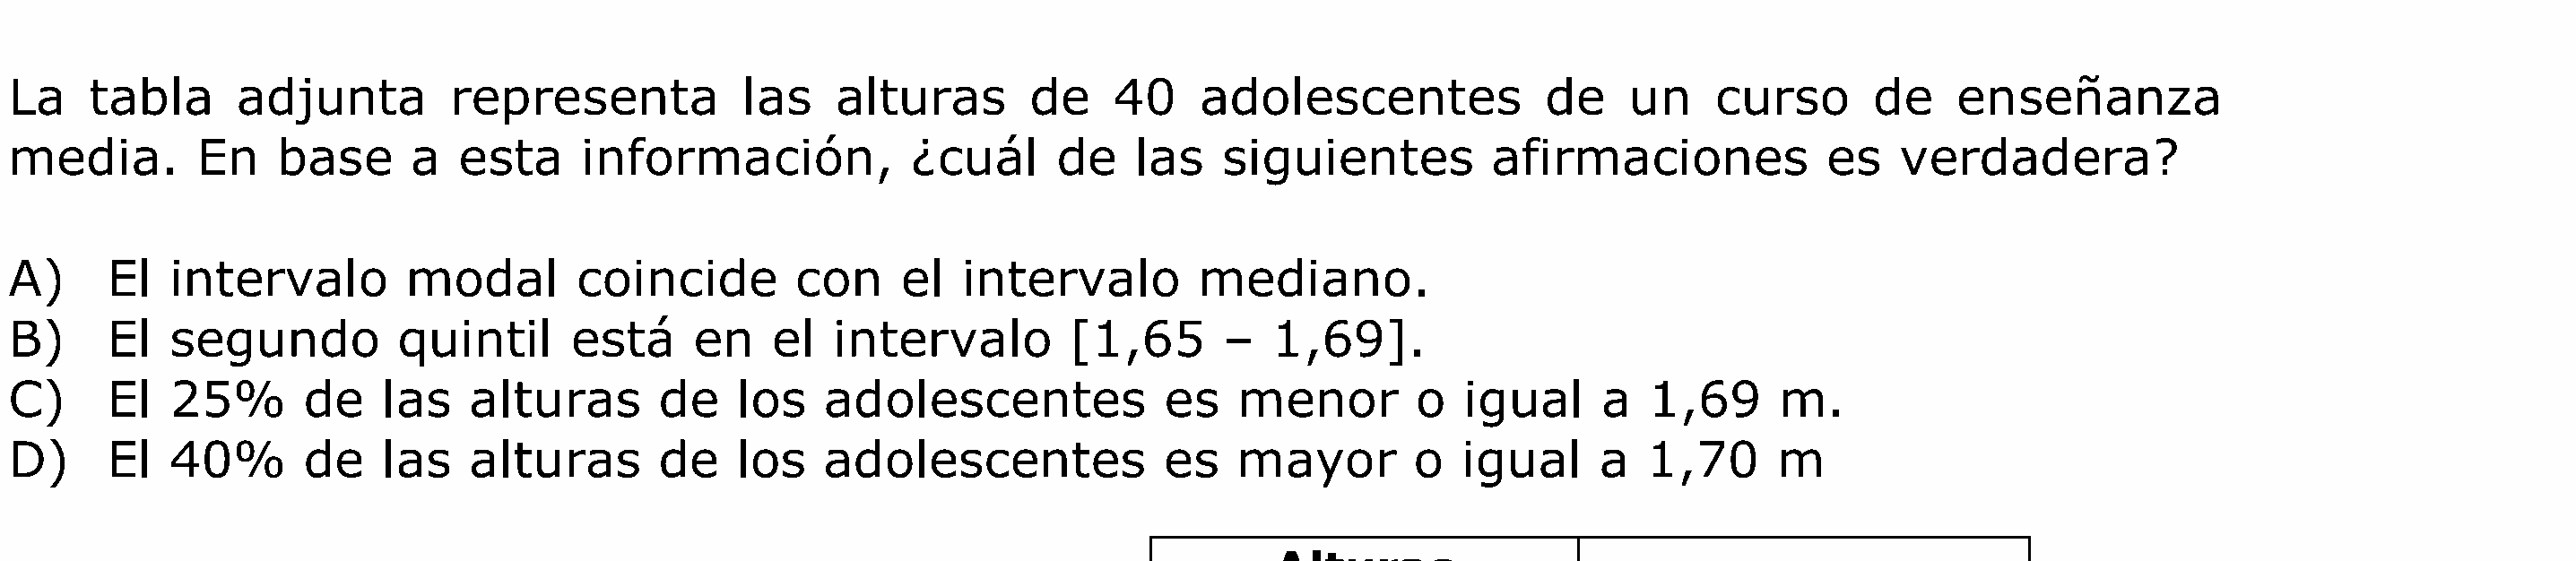 La tabla adjunta representa las alturas de 40 adolescentes de un curso de enseñanza
media. En base a esta información, ¿cuál de las siguientes afirmaciones es verdadera?
A) El intervalo modal coincide con el intervalo mediano.
B) El segundo quintil está en el intervalo [1,65 – 1,69].
C) El 25% de las alturas de los adolescentes es menor o igual a 1,69 m.
D) El 40% de las alturas de los adolescentes es mayor o igual a 1,70 m